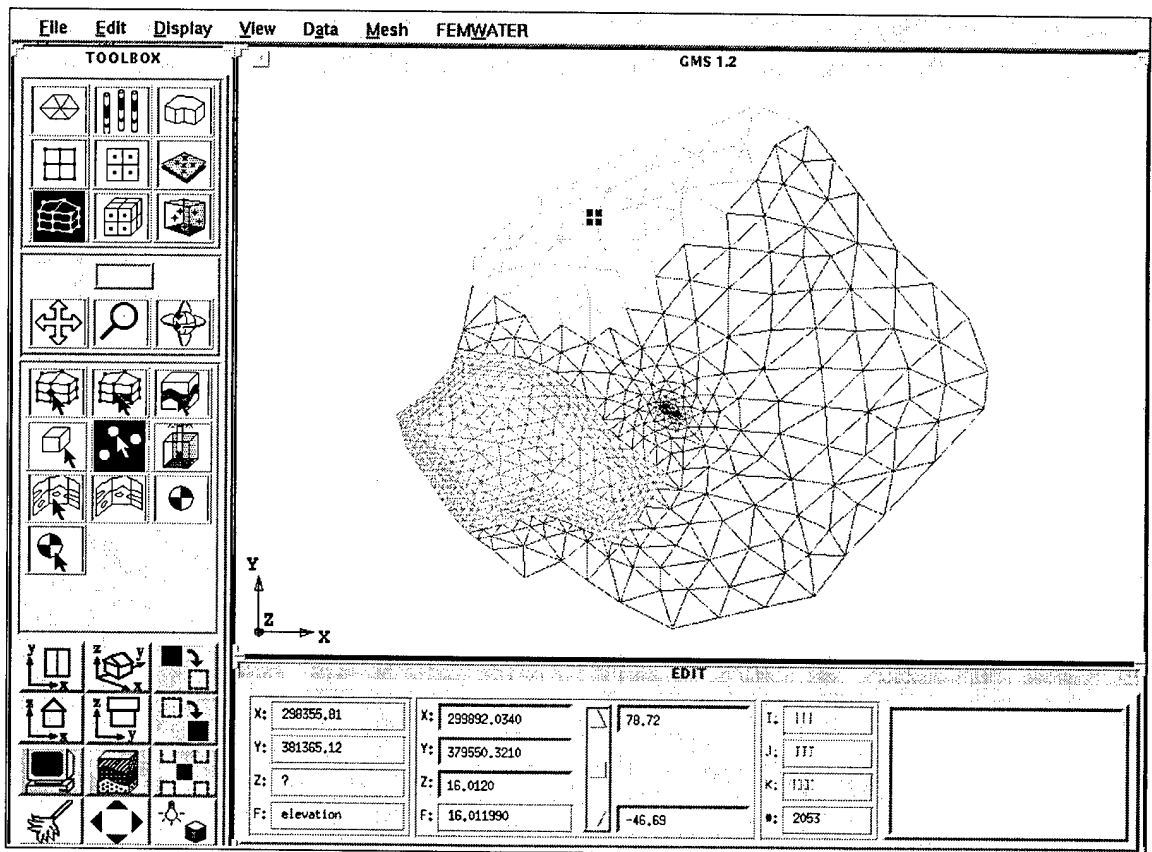 File Edit Display View Data Mesh FEMWATER
TOOLBOX
GMS 1.2
Y
Z
X
y
x
z
y
x
z
x
z
y
EDIT
X: 298355.81
Y: 381365.12
Z: ?
F: elevation
X: 299892.0340
Y: 379550.3210
Z: 16.0120
F: 16.011990
78.72
-46.69
I:
J:
K:
#: 2053